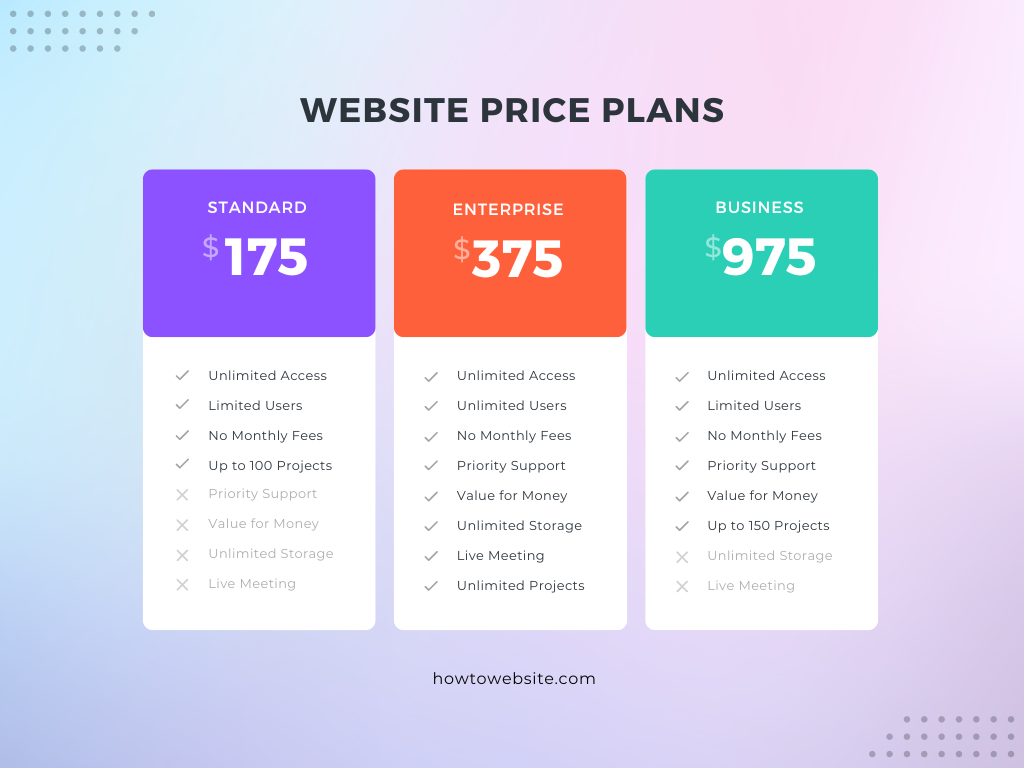 WEBSITE PRICE PLANS
STANDARD
$175
Unlimited Access
Limited Users
No Monthly Fees
Up to 100 Projects
Priority Support
Value for Money
Unlimited Storage
Live Meeting
ENTERPRISE
$375
Unlimited Access
Unlimited Users
No Monthly Fees
Priority Support
Value for Money
Unlimited Storage
Live Meeting
Unlimited Projects
BUSINESS
$975
Unlimited Access
Limited Users
No Monthly Fees
Priority Support
Value for Money
Up to 150 Projects
Unlimited Storage
Live Meeting
howtowebsite.com